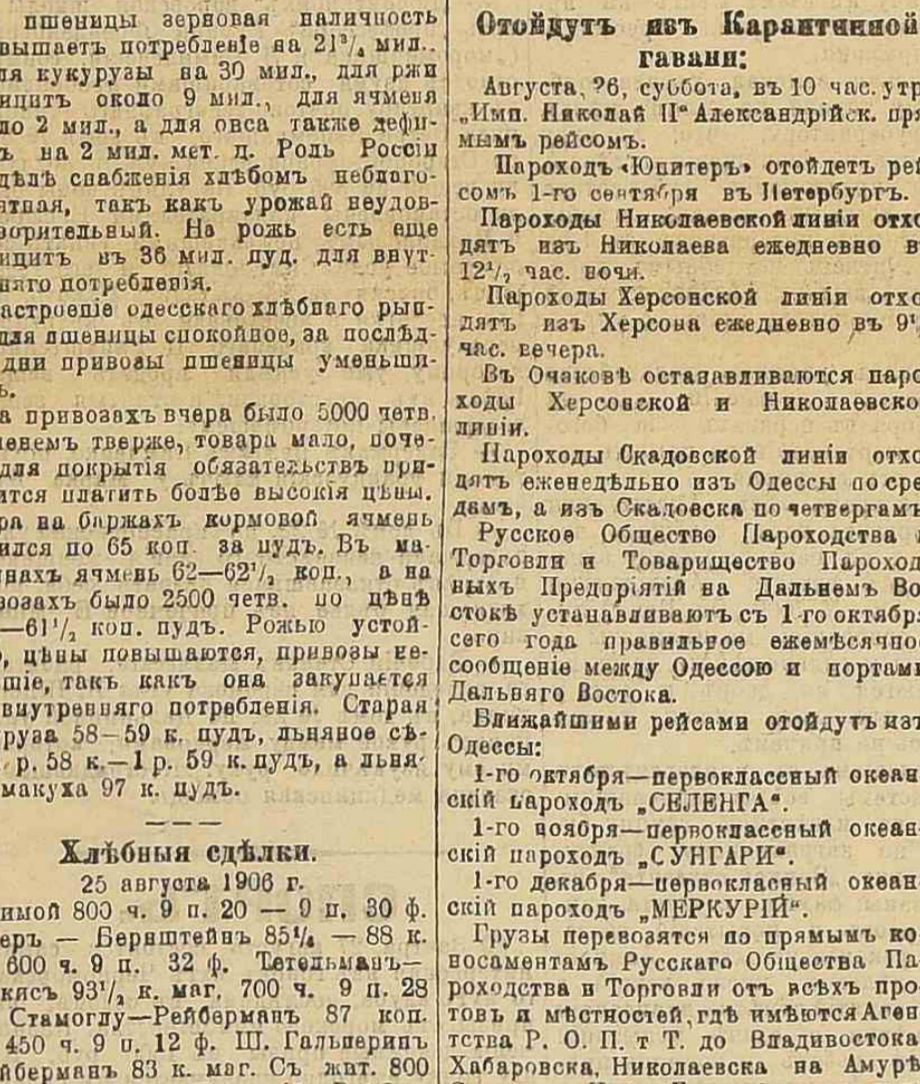 пшеницы зерновая наличность
вышаетъ потребленіе на 21³/₄ мил..
ля кукурузы на 30 мил., для ржи
ицитъ около 9 мил., для ячменя
ло 2 мил., а для овса также дефи-
ъ на 2 мил. мет. д. Роль Россіи
дѣлѣ снабженія хлѣбомъ неблаго-
ятная, такъ какъ урожай неудов-
ворительный. На рожь есть еще
ицитъ въ 36 мил. пуд. для внут-
няго потребленія.
астроеніе одесскаго хлѣбнаго рын-
для пшеницы спокойное, за послѣд-
дни привозы пшеницы уменьши-
ь.
а привозахъ вчера было 5000 четв.
менемъ тверже, товара мало, поче-
для покрытія обязательствъ при-
ится платить болѣе высокія цѣны.
ра на баржахъ кормовой ячмень
ился по 65 коп. за пудъ. Въ ма-
инахъ ячмень 62—62¹/₂ коп., а на
возахъ было 2500 четв. по цѣнѣ
—61¹/₂ коп. пудъ. Рожью устой-
о, цѣны повышаются, привозы не-
шіе, такъ какъ она закупается
внутренняго потребленія. Старая
руза 58—59 к. пудъ, льняное сѣ-
р. 58 к.—1 р. 59 к. пудъ, а льня-
макуха 97 к. пудъ.
Хлѣбныя сдѣлки.
25 августа 1906 г.
имой 800 ч. 9 п. 20 — 9 п. 30 ф.
еръ — Бернштейнъ 85¹/₄ — 88 к.
600 ч. 9 п. 32 ф. Тетельманъ—
кисъ 93¹/₂ к. маг. 700 ч. 9 п. 28
Стамоглу—Рейберманъ 87 коп.
450 ч. 9 п. 12 ф. Ш. Гальперинъ
йберманъ 83 к. маг. Съ жит. 800
Отойдутъ изъ Карантинной
гавани:
Августа, 26, суббота, въ 10 час. утр
„Имп. Николай II“ Александрійск. пря
мымъ рейсомъ.
Пароходъ «Юпитеръ» отойдетъ рей
сомъ 1-го сентября въ Петербургъ.
Пароходы Николаевской линіи отхо
дятъ изъ Николаева ежедневно в
12¹/₂ час. ночи.
Пароходы Херсонской линіи отхо
дятъ изъ Херсона ежедневно въ 9¹
час. вечера.
Въ Очаковѣ останавливаются паро
ходы Херсонской и Николаевско
линіи.
Пароходы Скадовской линіи отхо
дятъ еженедѣльно изъ Одессы по сре
дамъ, а изъ Скадовска по четвергамъ
Русское Общество Пароходства
Торговли и Товарищество Пароход
ныхъ Предпріятій на Дальнемъ Во
стокѣ устанавливаютъ съ 1-го октябр
сего года правильное ежемѣсячно
сообщеніе между Одессою и портами
Дальняго Востока.
Ближайшими рейсами отойдутъ изъ
Одессы:
1-го октября—первоклассный океан
скій пароходъ „СЕЛЕНГА“.
1-го ноября—первоклассный океан
скій пароходъ „СУНГАРИ“.
1-го декабря—первокласный океан
скій пароходъ „МЕРКУРІЙ“.
Грузы перевозятся по прямымъ ко
носаментамъ Русскаго Общества Па
роходства и Торговли отъ всѣхъ про
товъ и мѣстностей, гдѣ имѣются Аген
тства Р. О. П. т Т. до Владивостока
Хабаровска, Николаевска на Амурѣ